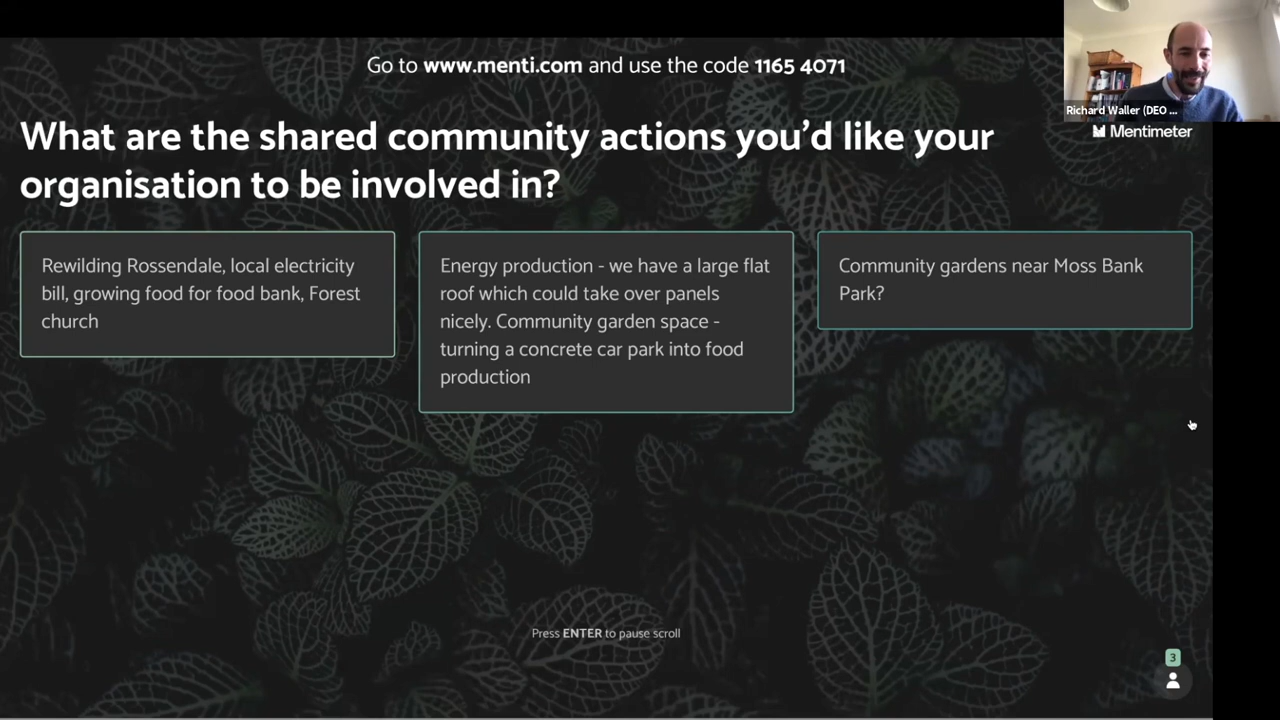 Go to www.menti.com and use the code 1165 4071
Richard Waller (DEO ...
Mentimeter
What are the shared community actions you'd like your
organisation to be involved in?
Rewilding Rossendale, local electricity
bill, growing food for food bank, Forest
church
Energy production - we have a large flat
roof which could take over panels
nicely. Community garden space -
turning a concrete car park into food
production
Community gardens near Moss Bank
Park?
Press ENTER to pause scroll
3